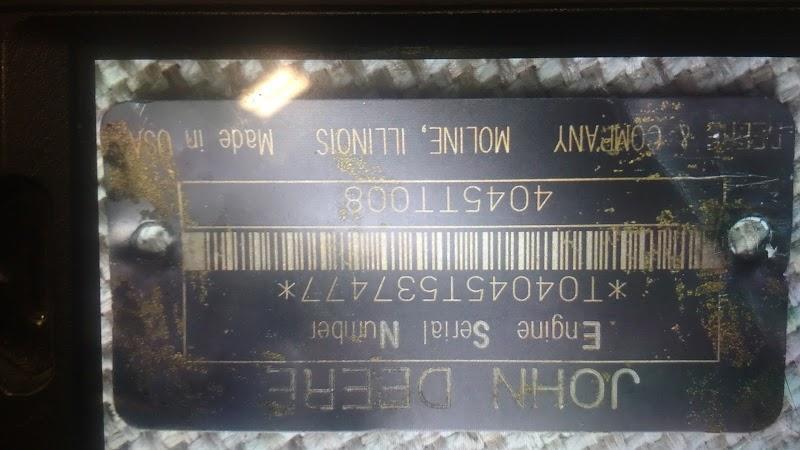 JOHN DEERE
Engine Serial Number
*T04045T537477*
4045TT008
DEERE & COMPANY MOLINE, ILLINOIS Made in USA